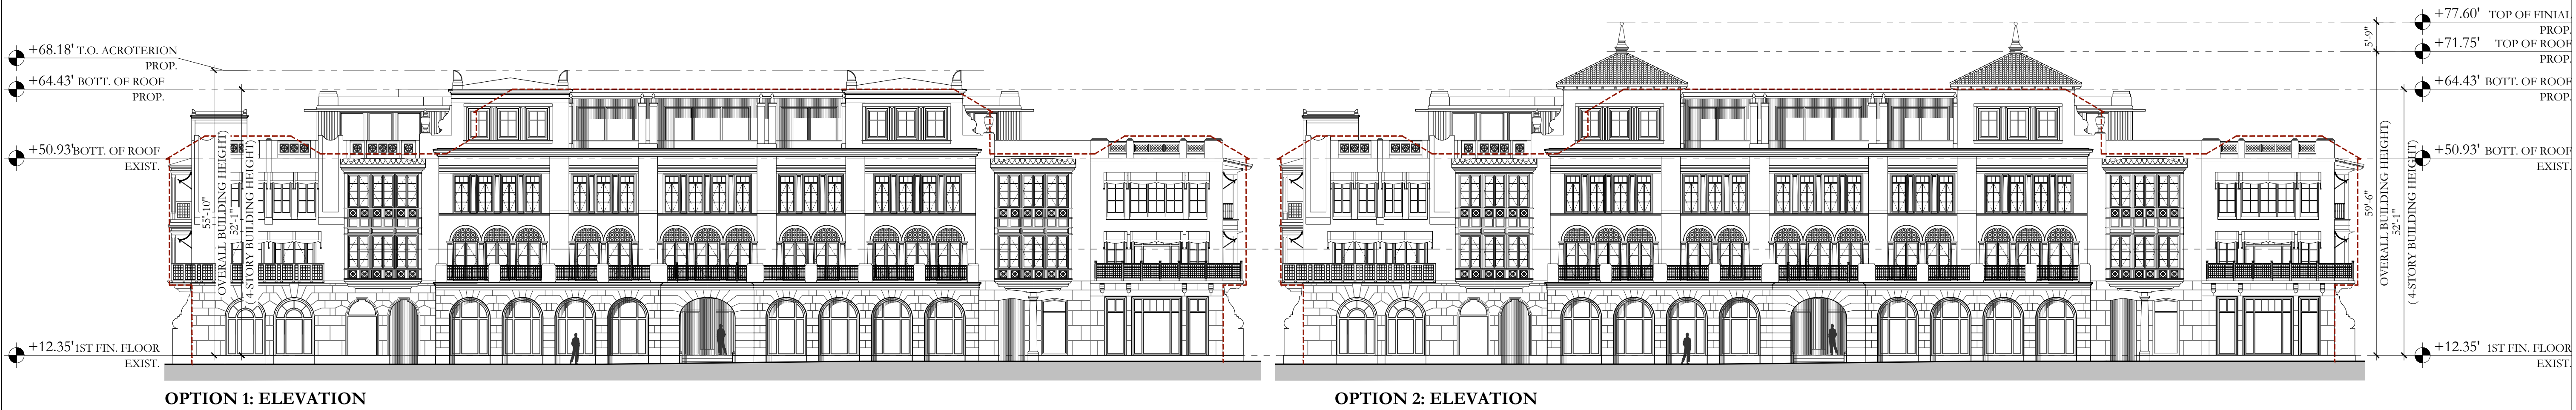 +68.18' T.O. ACROTERION
PROP.
+64.43' BOTT. OF ROOF
PROP.
+50.93' BOTT. OF ROOF
EXIST.
+12.35' 1ST FIN. FLOOR
EXIST.
55'-10"
OVERALL BUILDING HEIGHT)
52'-1"
( 4-STORY BUILDING HEIGHT)
OPTION 1: ELEVATION
+77.60' TOP OF FINIAL
PROP.
5'-9"
+71.75' TOP OF ROOF
PROP.
+64.43' BOTT. OF ROOF
PROP.
+50.93' BOTT. OF ROOF
EXIST.
+12.35' 1ST FIN. FLOOR
EXIST.
59'-6"
OVERALL BUILDING HEIGHT)
52'-1"
( 4-STORY BUILDING HEIGHT)
OPTION 2: ELEVATION